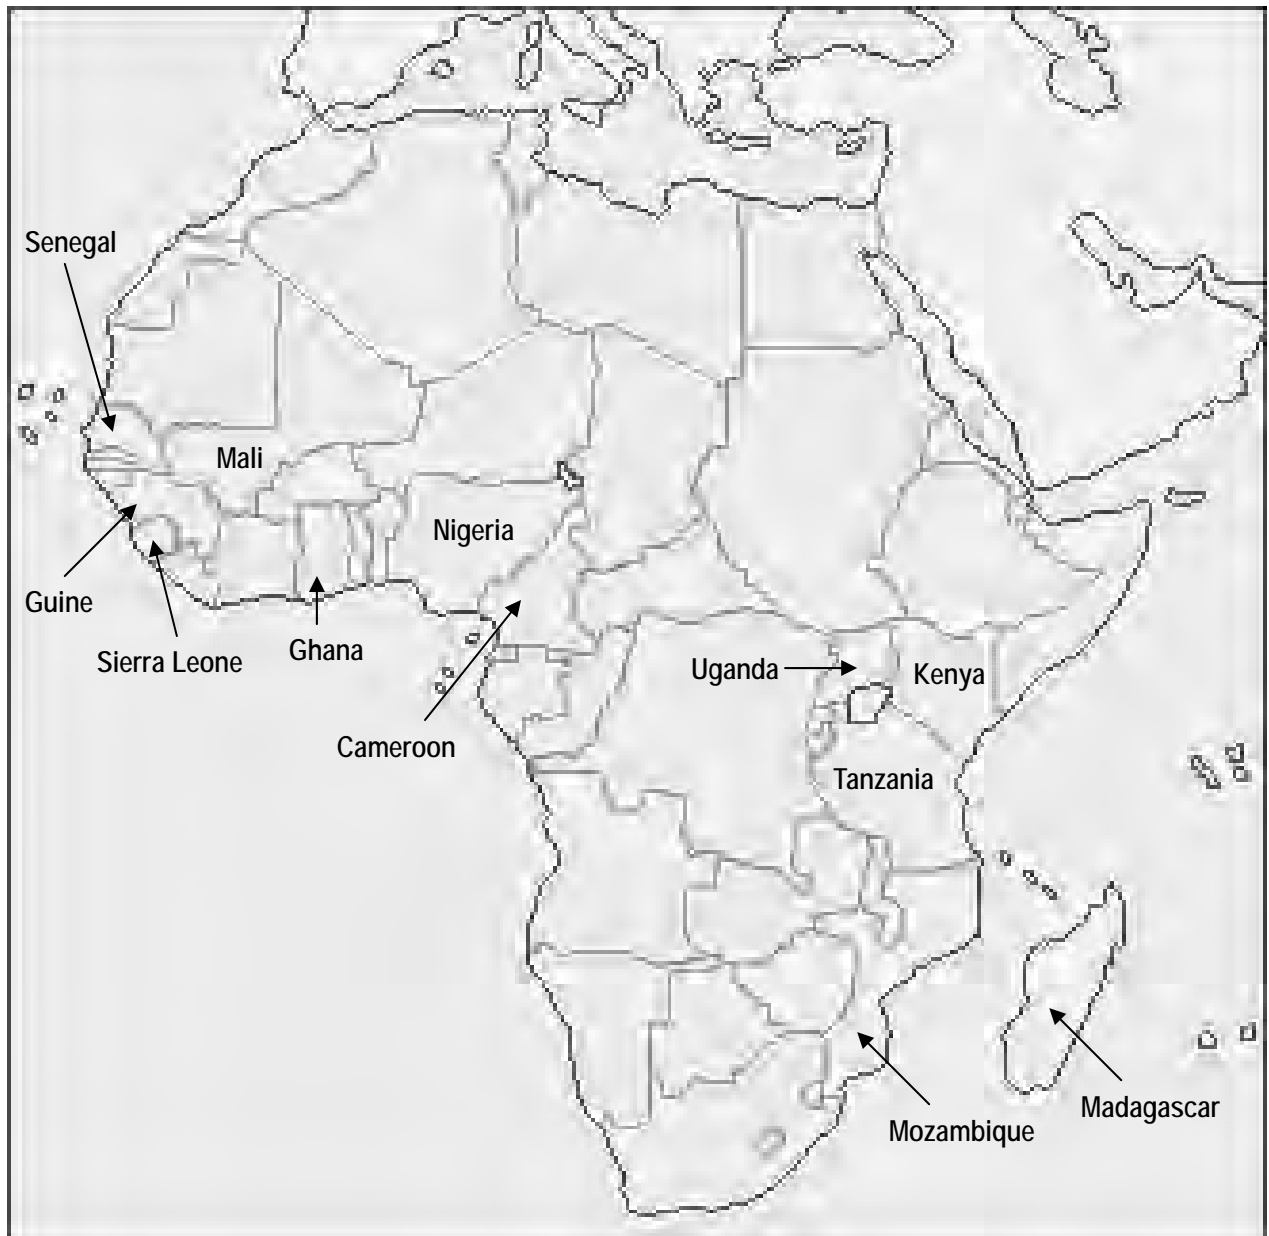 Senegal
Mali
Nigeria
Guine
Sierra Leone
Ghana
Uganda
Kenya
Cameroon
Tanzania
Madagascar
Mozambique